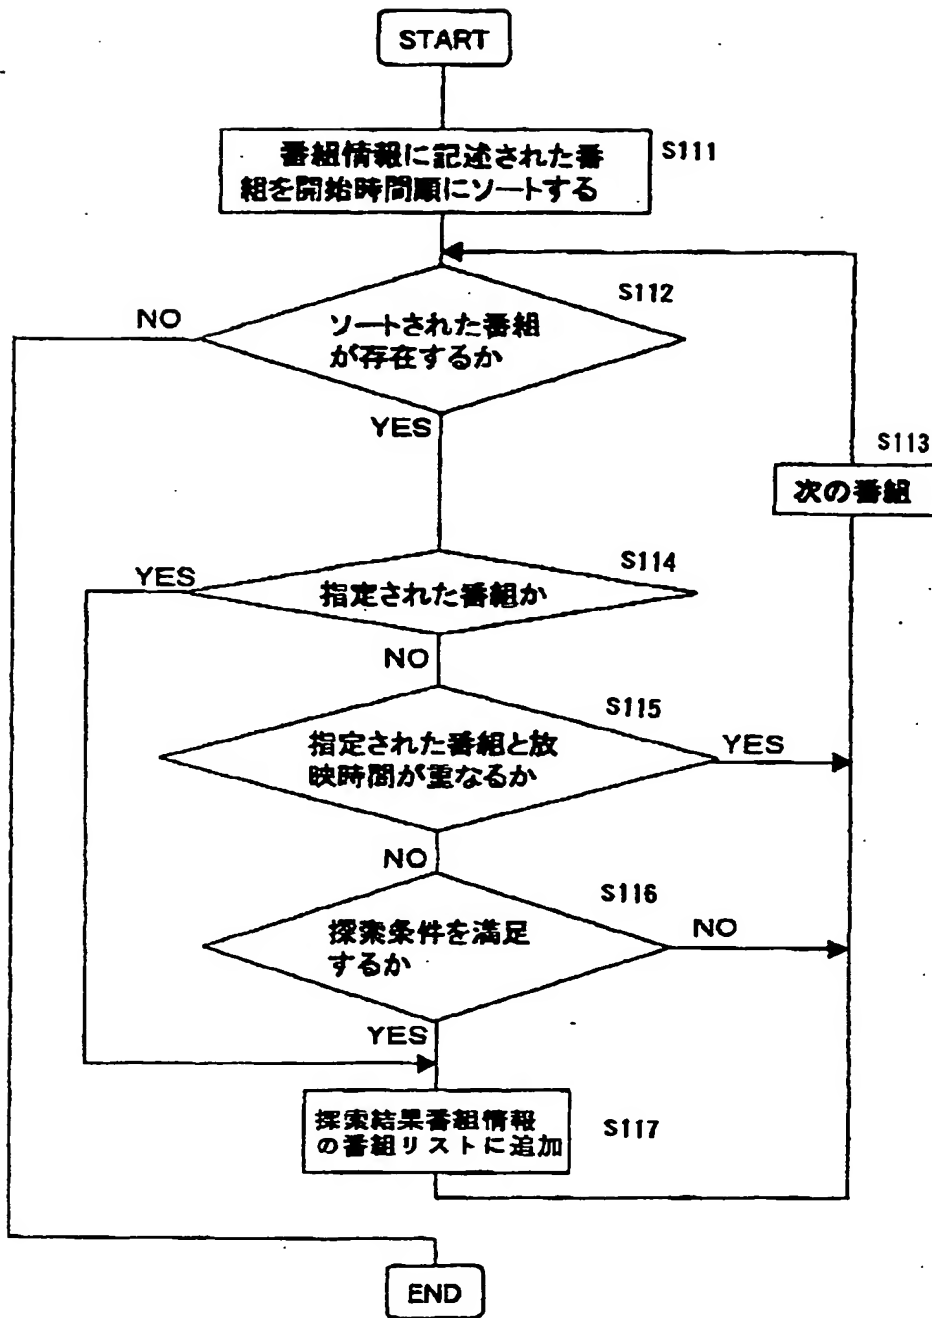 START
番組情報に記述された番
組を開始時間順にソートする
S111
S112
NO
ソートされた番組
が存在するか
YES
S113
次の番組
S114
YES
指定された番組か
NO
S115
指定された番組と放
映時間が重なるか
YES
NO
S116
探索条件を満足
するか
NO
YES
探索結果番組情報
の番組リストに追加
S117
END